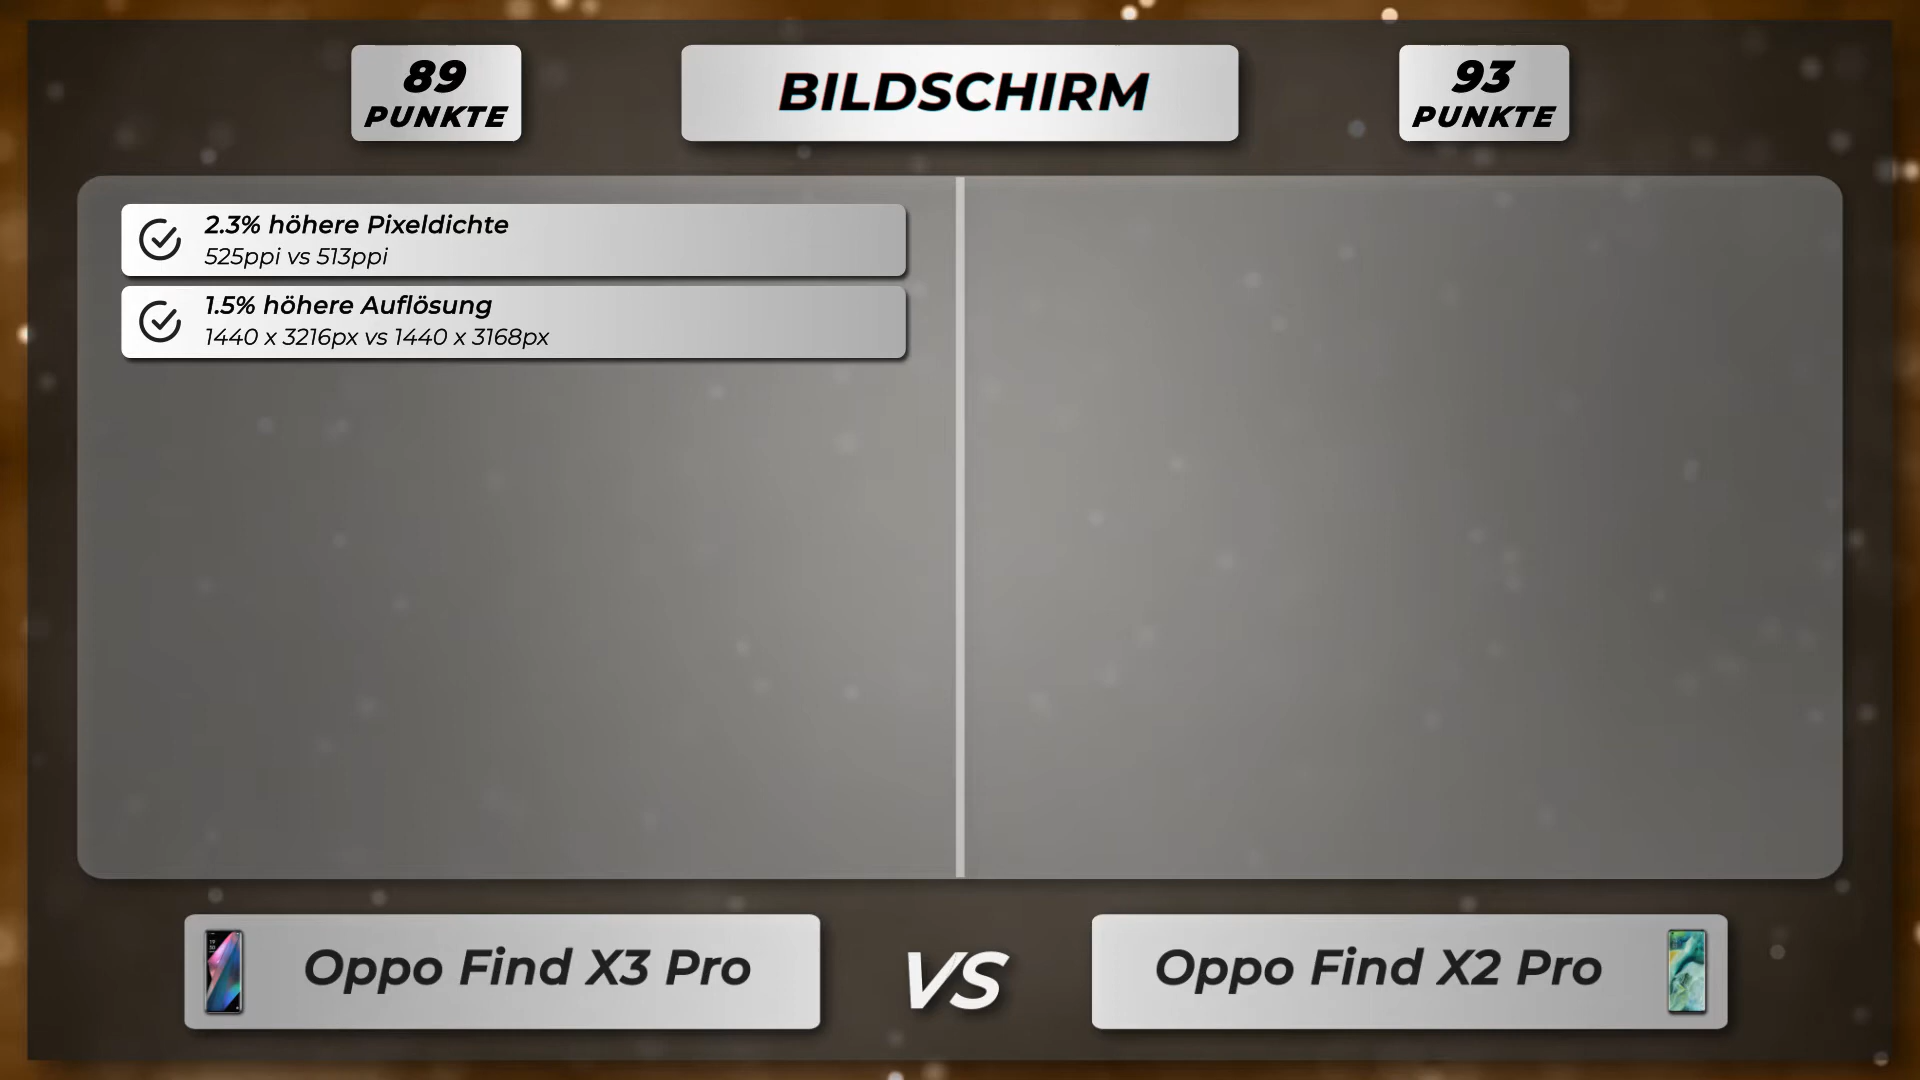 89
PUNKTE
BILDSCHIRM
93
PUNKTE
2.3% höhere Pixeldichte
525ppi vs 513ppi
1.5% höhere Auflösung
1440 x 3216px vs 1440 x 3168px
Oppo Find X3 Pro
VS
Oppo Find X2 Pro